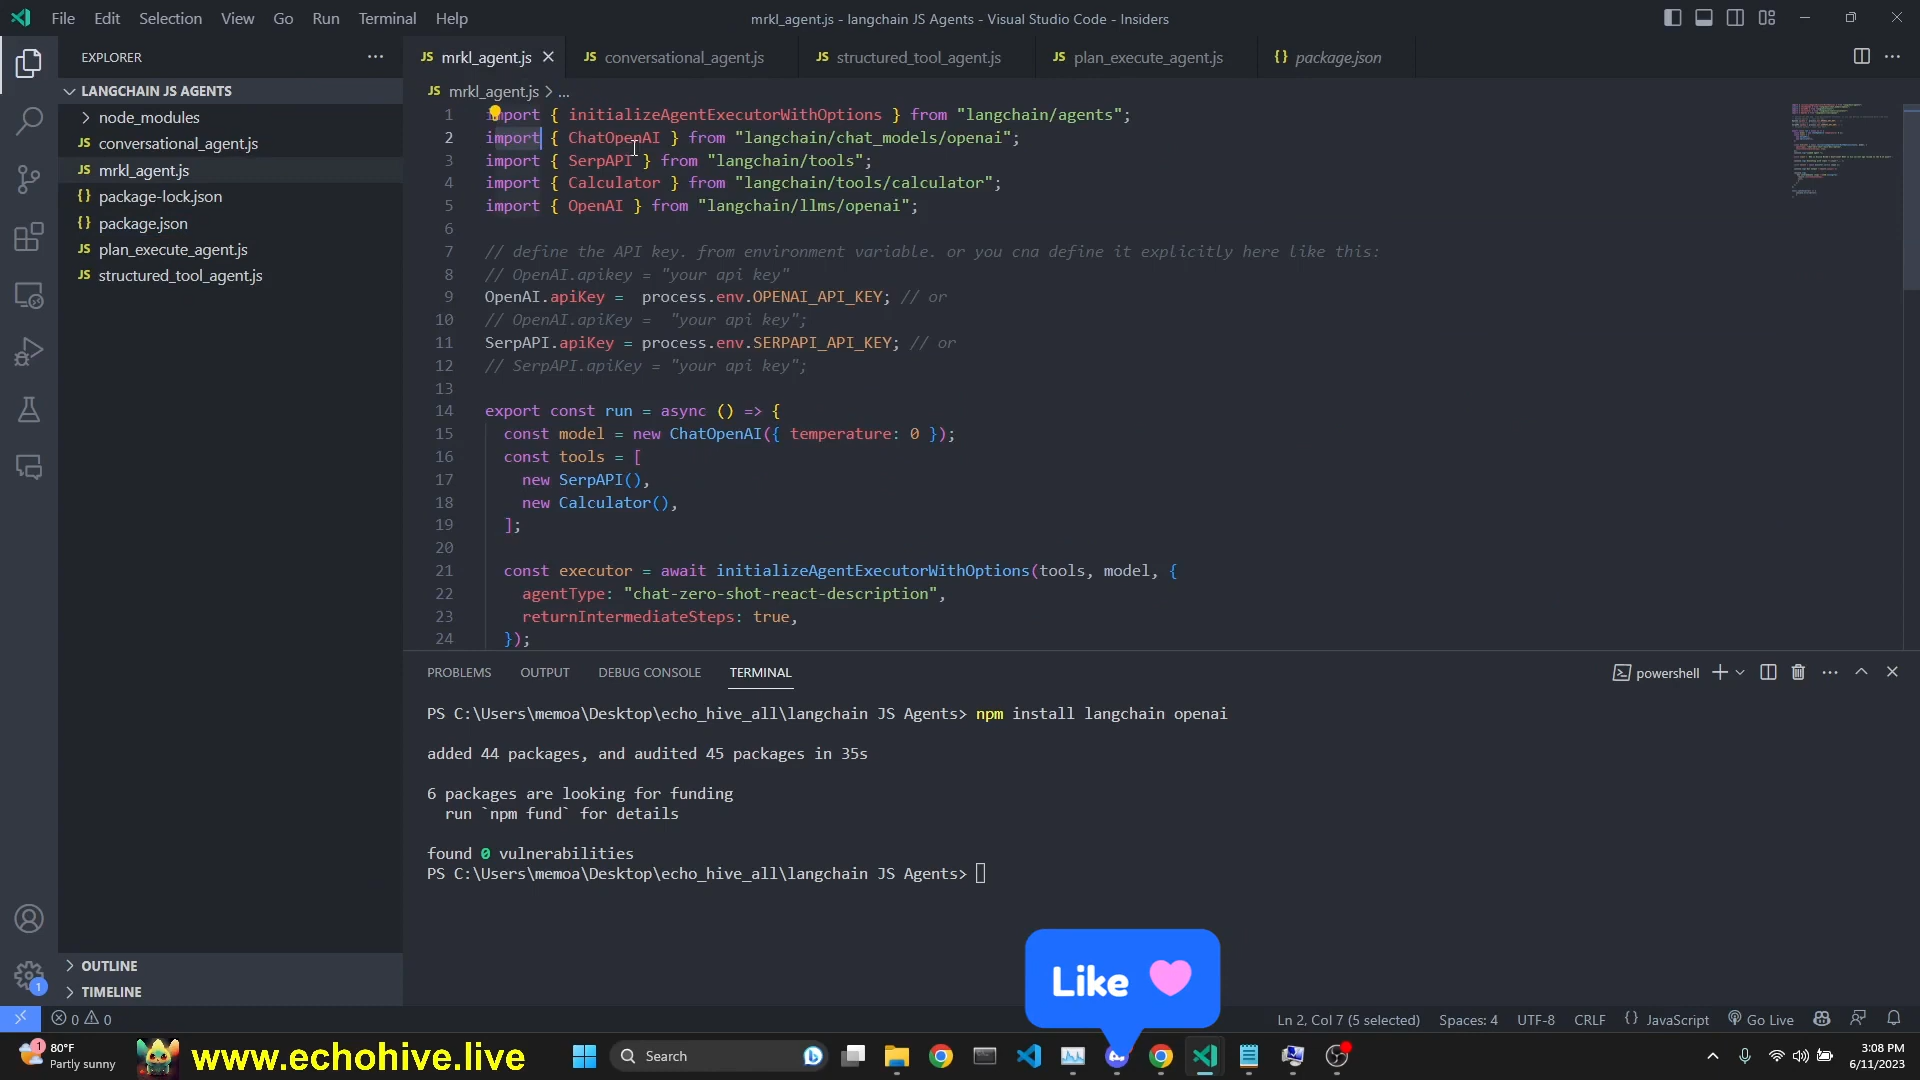 File Edit Selection View Go Run Terminal Help
mrkl_agent.js - langchain JS Agents - Visual Studio Code - Insiders
EXPLORER
JS mrkl_agent.js
JS conversational_agent.js
JS structured_tool_agent.js
JS plan_execute_agent.js
{} package.json
LANGCHAIN JS AGENTS
node_modules
JS conversational_agent.js
JS mrkl_agent.js
{} package-lock.json
{} package.json
JS plan_execute_agent.js
JS structured_tool_agent.js
OUTLINE
TIMELINE
JS mrkl_agent.js > ...
1 import { initializeAgentExecutorWithOptions } from "langchain/agents";
2 import { ChatOpenAI } from "langchain/chat_models/openai";
3 import { SerpAPI } from "langchain/tools";
4 import { Calculator } from "langchain/tools/calculator";
5 import { OpenAI } from "langchain/llms/openai";
6
7 // define the API key. from environment variable. or you cna define it explicitly here like this:
8 // OpenAI.apikey = "your api key"
9 OpenAI.apiKey =  process.env.OPENAI_API_KEY; // or
10 // OpenAI.apiKey =  "your api key";
11 SerpAPI.apiKey = process.env.SERPAPI_API_KEY; // or
12 // SerpAPI.apiKey = "your api key";
13
14 export const run = async () => {
15 const model = new ChatOpenAI({ temperature: 0 });
16 const tools = [
17 new SerpAPI(),
18 new Calculator(),
19 ];
20
21 const executor = await initializeAgentExecutorWithOptions(tools, model, {
22 agentType: "chat-zero-shot-react-description",
23 returnIntermediateSteps: true,
24 });
PROBLEMS OUTPUT DEBUG CONSOLE TERMINAL
powershell
PS C:\Users\memoa\Desktop\echo_hive_all\langchain JS Agents> npm install langchain openai
added 44 packages, and audited 45 packages in 35s
6 packages are looking for funding
run `npm fund` for details
found 0 vulnerabilities
PS C:\Users\memoa\Desktop\echo_hive_all\langchain JS Agents>
Like
1
0 0
Ln 2, Col 7 (5 selected) Spaces: 4 UTF-8 CRLF {} JavaScript Go Live
1
80°F
Partly sunny
www.echohive.live
Search
3:08 PM
6/11/2023